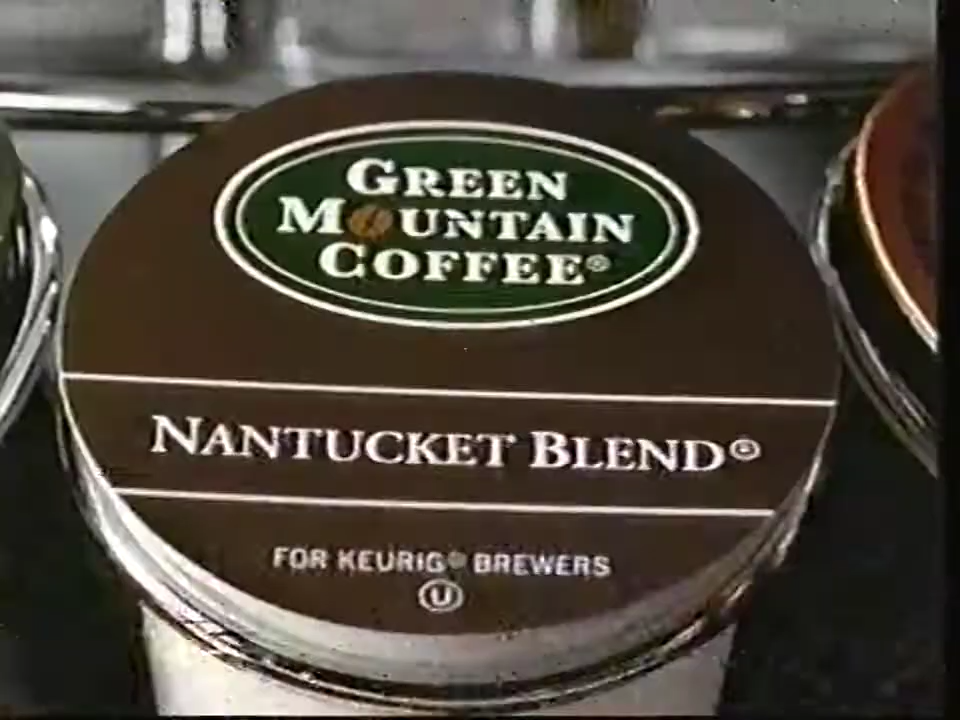 GREEN
MOUNTAIN
COFFEE®
NANTUCKET BLEND®
FOR KEURIG® BREWERS
U